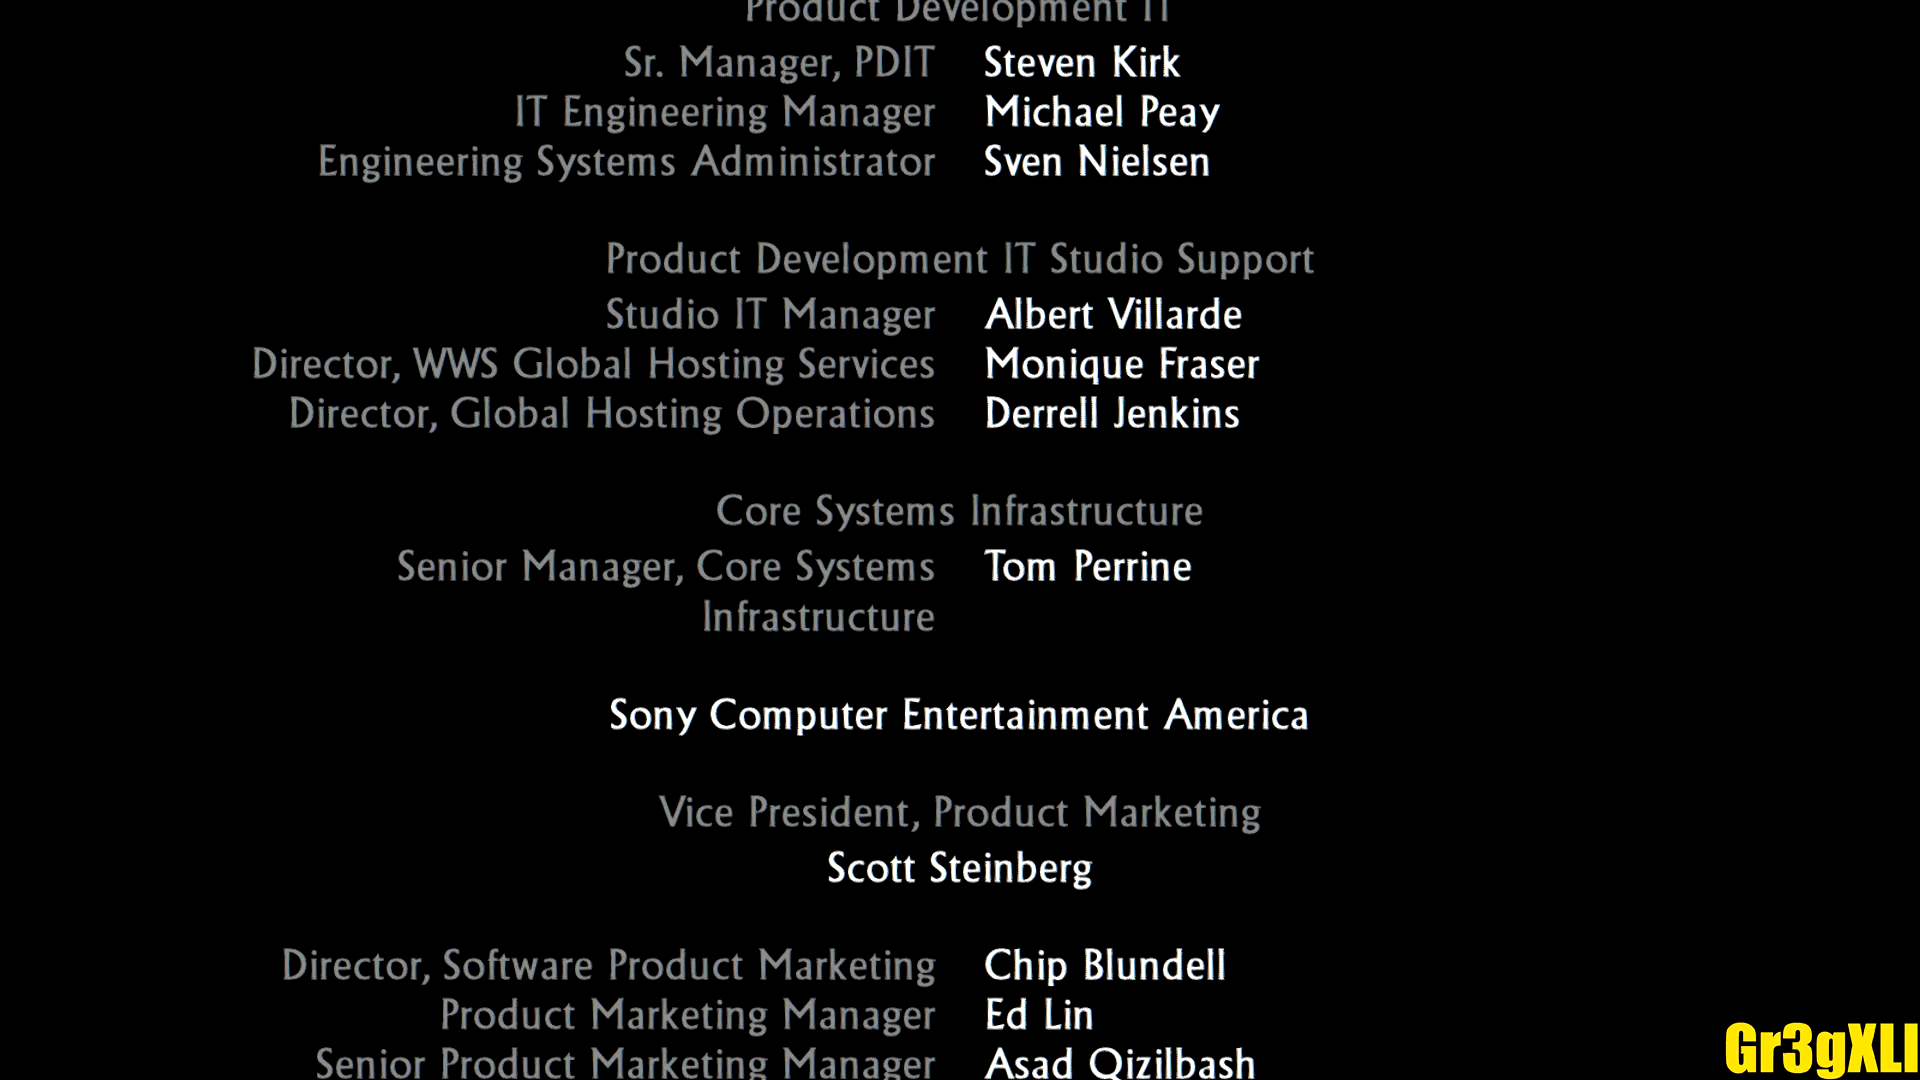 Product Development IT
Sr. Manager, PDIT Steven Kirk
IT Engineering Manager Michael Peay
Engineering Systems Administrator Sven Nielsen
Product Development IT Studio Support
Studio IT Manager Albert Villarde
Director, WWS Global Hosting Services Monique Fraser
Director, Global Hosting Operations Derrell Jenkins
Core Systems Infrastructure
Senior Manager, Core Systems Tom Perrine
Infrastructure
Sony Computer Entertainment America
Vice President, Product Marketing
Scott Steinberg
Director, Software Product Marketing Chip Blundell
Product Marketing Manager Ed Lin
Senior Product Marketing Manager Asad Qizilbash
Gr3gXLI